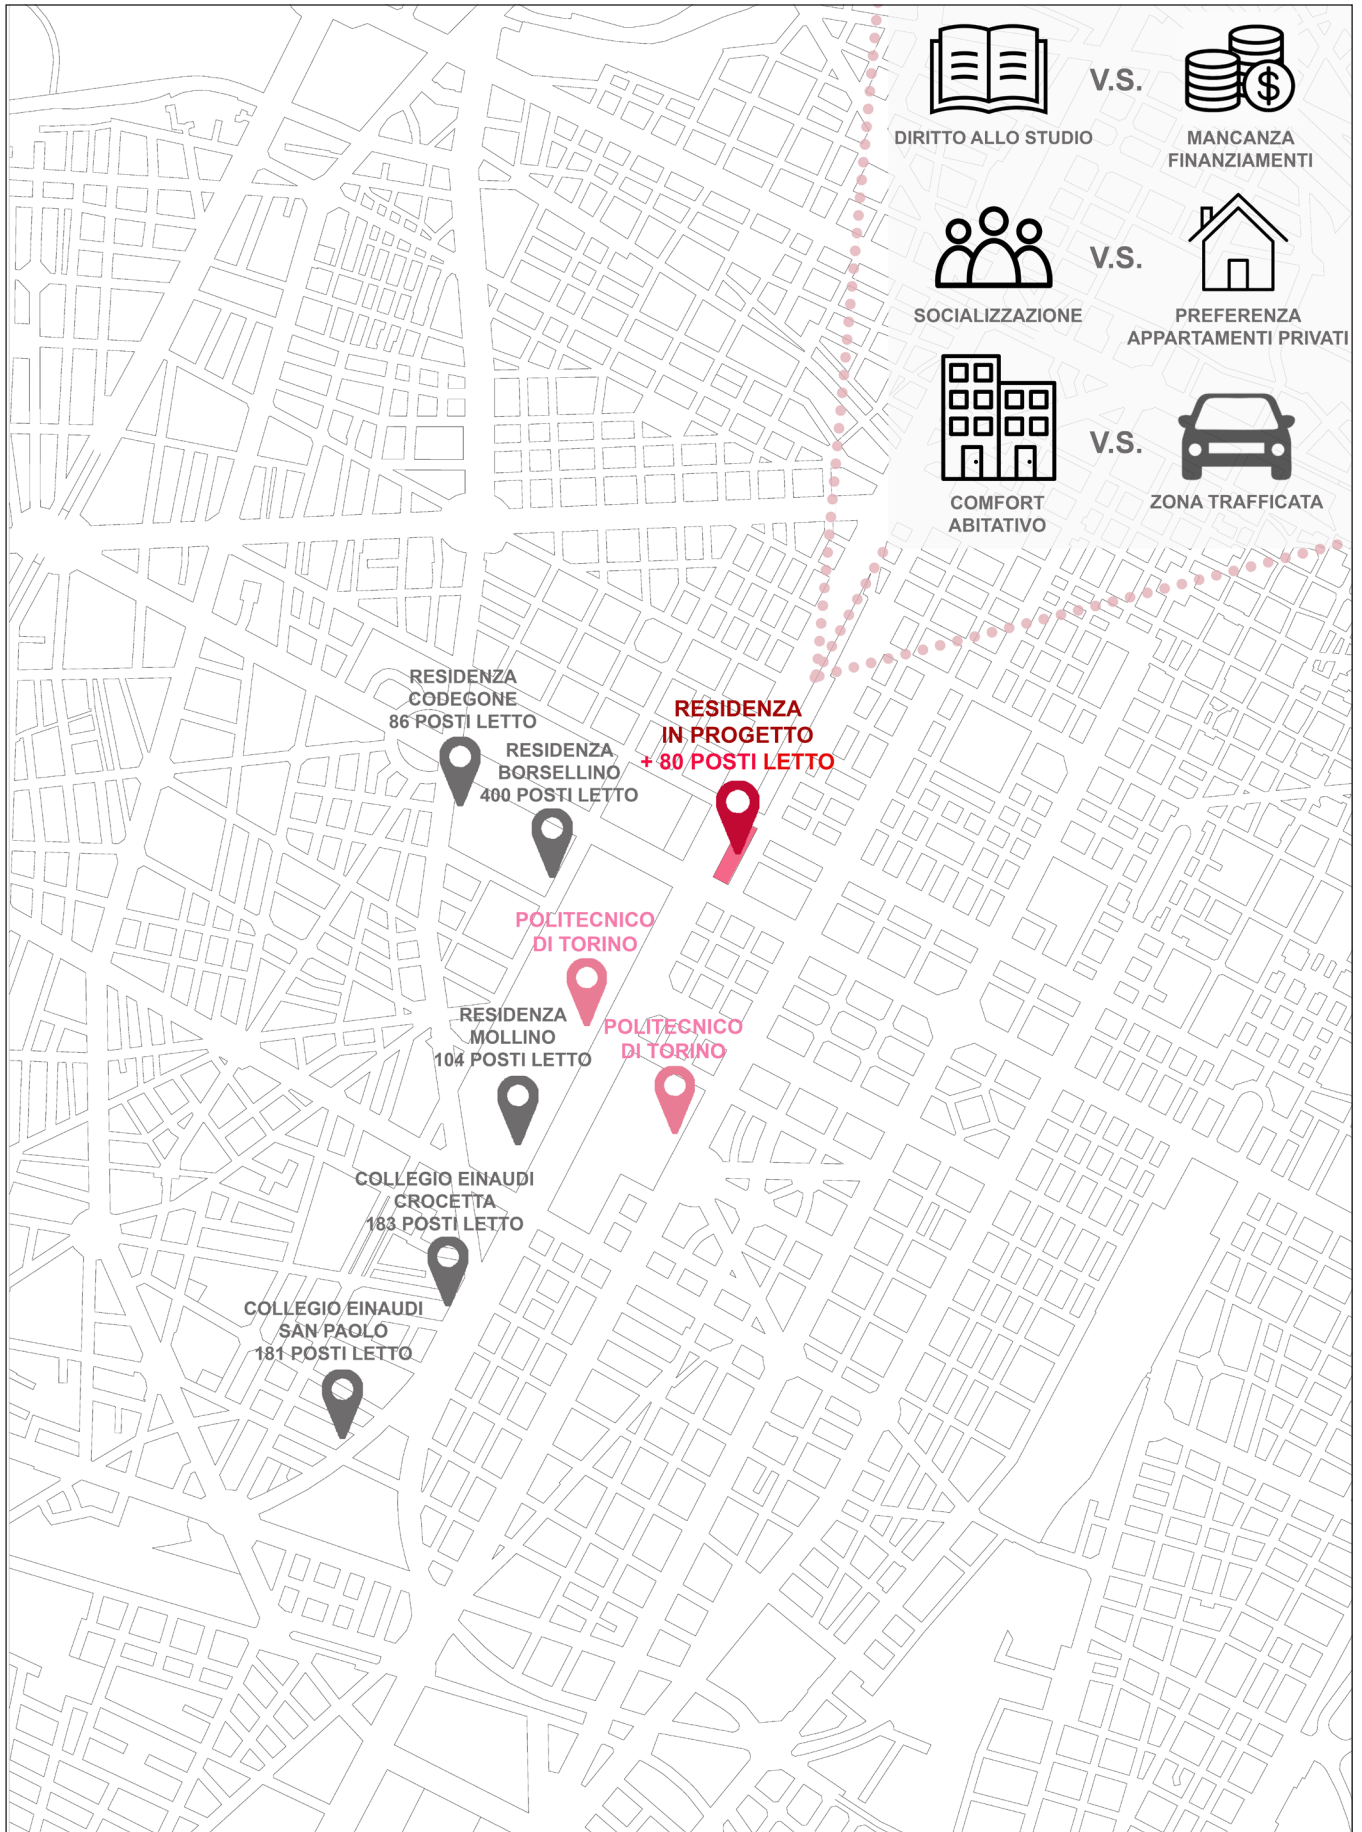 DIRITTO ALLO STUDIO
V.S.
MANCANZA
FINANZIAMENTI
SOCIALIZZAZIONE
V.S.
PREFERENZA
APPARTAMENTI PRIVATI
COMFORT
ABITATIVO
V.S.
ZONA TRAFFICATA
RESIDENZA
CODEGONE
86 POSTI LETTO
RESIDENZA
BORSELLINO
400 POSTI LETTO
RESIDENZA
IN PROGETTO
+ 80 POSTI LETTO
POLITECNICO
DI TORINO
RESIDENZA
MOLLINO
104 POSTI LETTO
POLITECNICO
DI TORINO
COLLEGIO EINAUDI
CROCETTA
183 POSTI LETTO
COLLEGIO EINAUDI
SAN PAOLO
181 POSTI LETTO